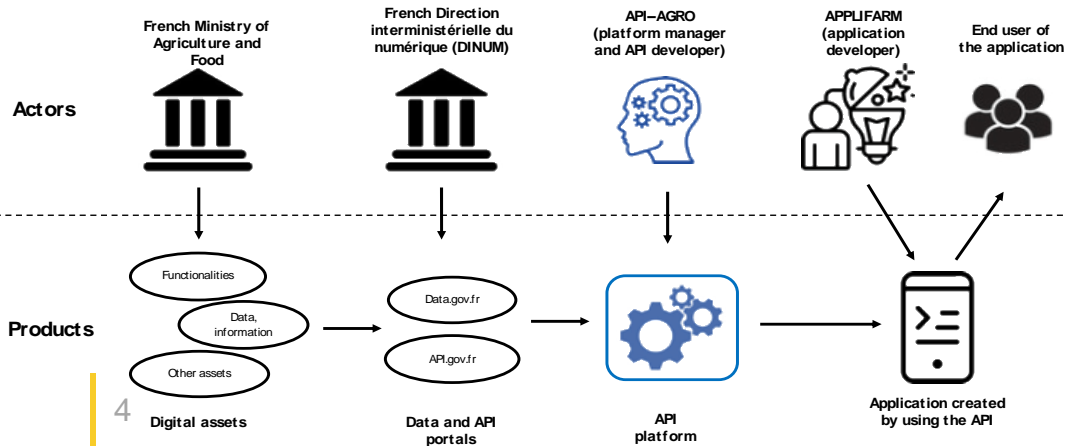 French Ministry of
Agriculture and
Food
French Direction
interministérielle du
numérique (DINUM)
API–AGRO
(platform manager
and API developer)
APPLIFARM
(application
developer)
End user of
the application
Actors
Functionalities
Data,
information
Other assets
Data.gov.fr
API.gov.fr
Products
4
Digital assets
Data and API
portals
API
platform
Application created
by using the API